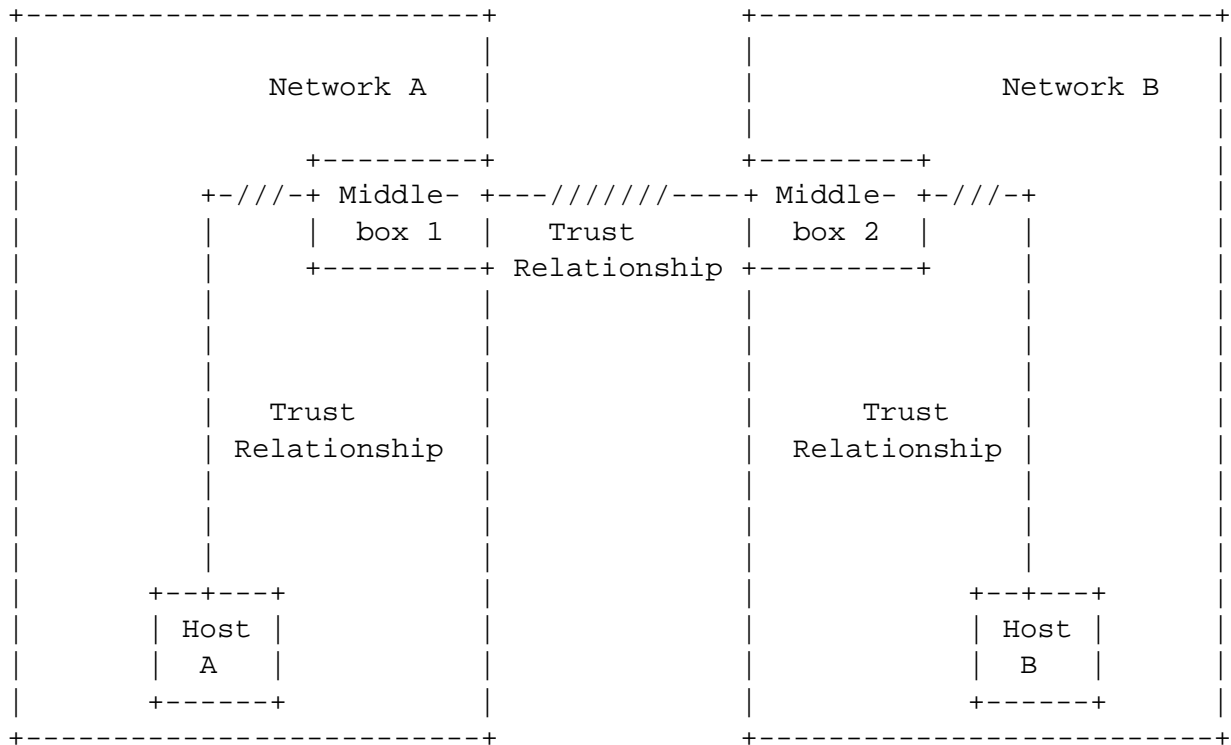 Network A
Network B
Middle-
box 1
Trust
Relationship
Middle-
box 2
Trust
Relationship
Trust
Relationship
Host
A
Host
B